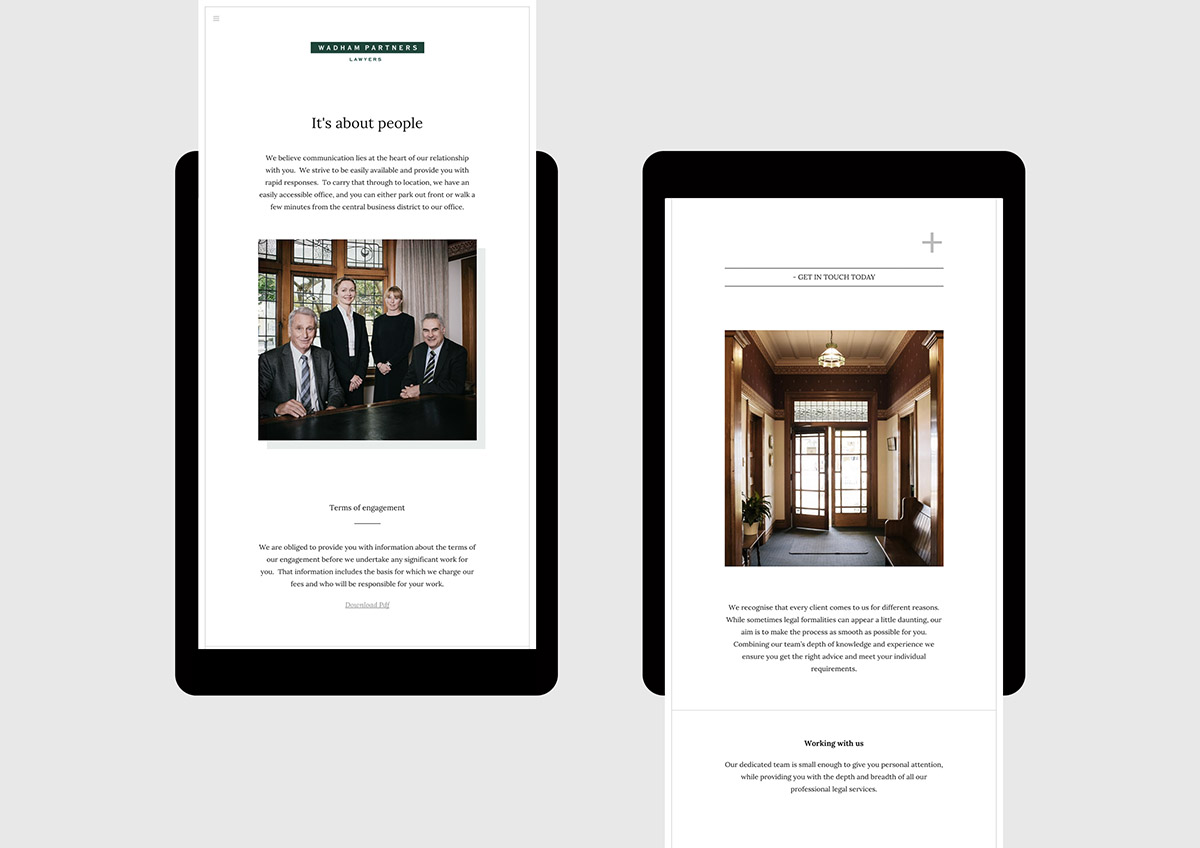 WADHAM PARTNERS
LAWYERS
It's about people
We believe communication lies at the heart of our relationship
with you.  We strive to be easily available and provide you with
rapid responses.  To carry that through to location, we have an
easily accessible office, and you can either park out front or walk a
few minutes from the central business district to our office.
Terms of engagement
We are obliged to provide you with information about the terms of
our engagement before we undertake any significant work for
you.  That information includes the basis for which we charge our
fees and who will be responsible for your work.
Download Pdf
- GET IN TOUCH TODAY
We recognise that every client comes to us for different reasons.
While sometimes legal formalities can appear a little daunting, our
aim is to make the process as smooth as possible for you.
Combining our team's depth of knowledge and experience we
ensure you get the right advice and meet your individual
requirements.
Working with us
Our dedicated team is small enough to give you personal attention,
while providing you with the depth and breadth of all our
professional legal services.